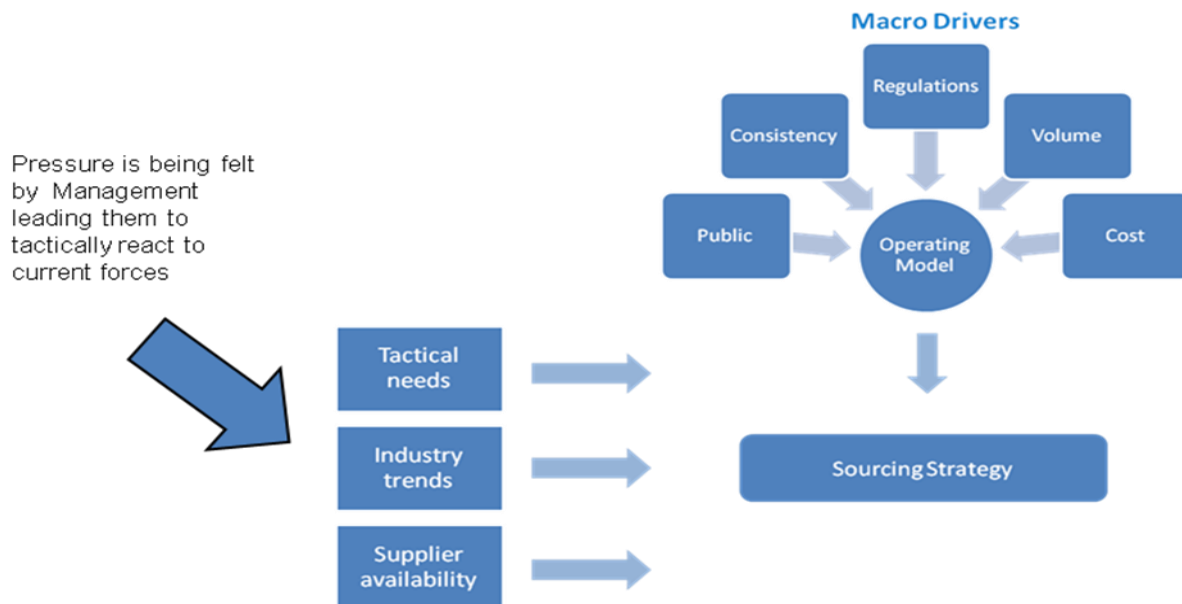 Macro Drivers
Regulations
Consistency
Volume
Public
Operating
Model
Cost
Pressure is being felt
by Management
leading them to
tactically react to
current forces
Tactical
needs
Industry
trends
Sourcing Strategy
Supplier
availability